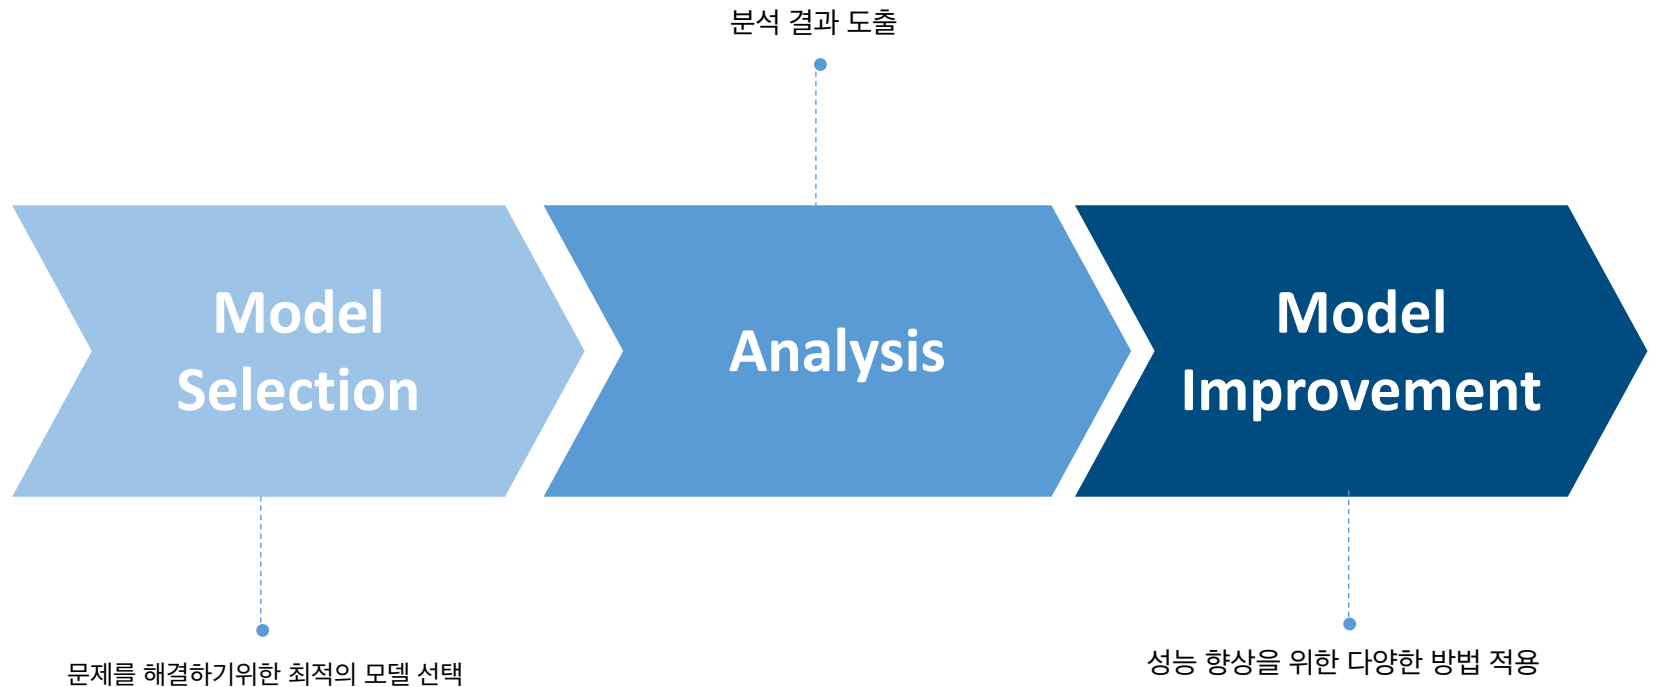 분석 결과 도출
Model
Selection
Analysis
Model
Improvement
문제를 해결하기위한 최적의 모델 선택
성능 향상을 위한 다양한 방법 적용